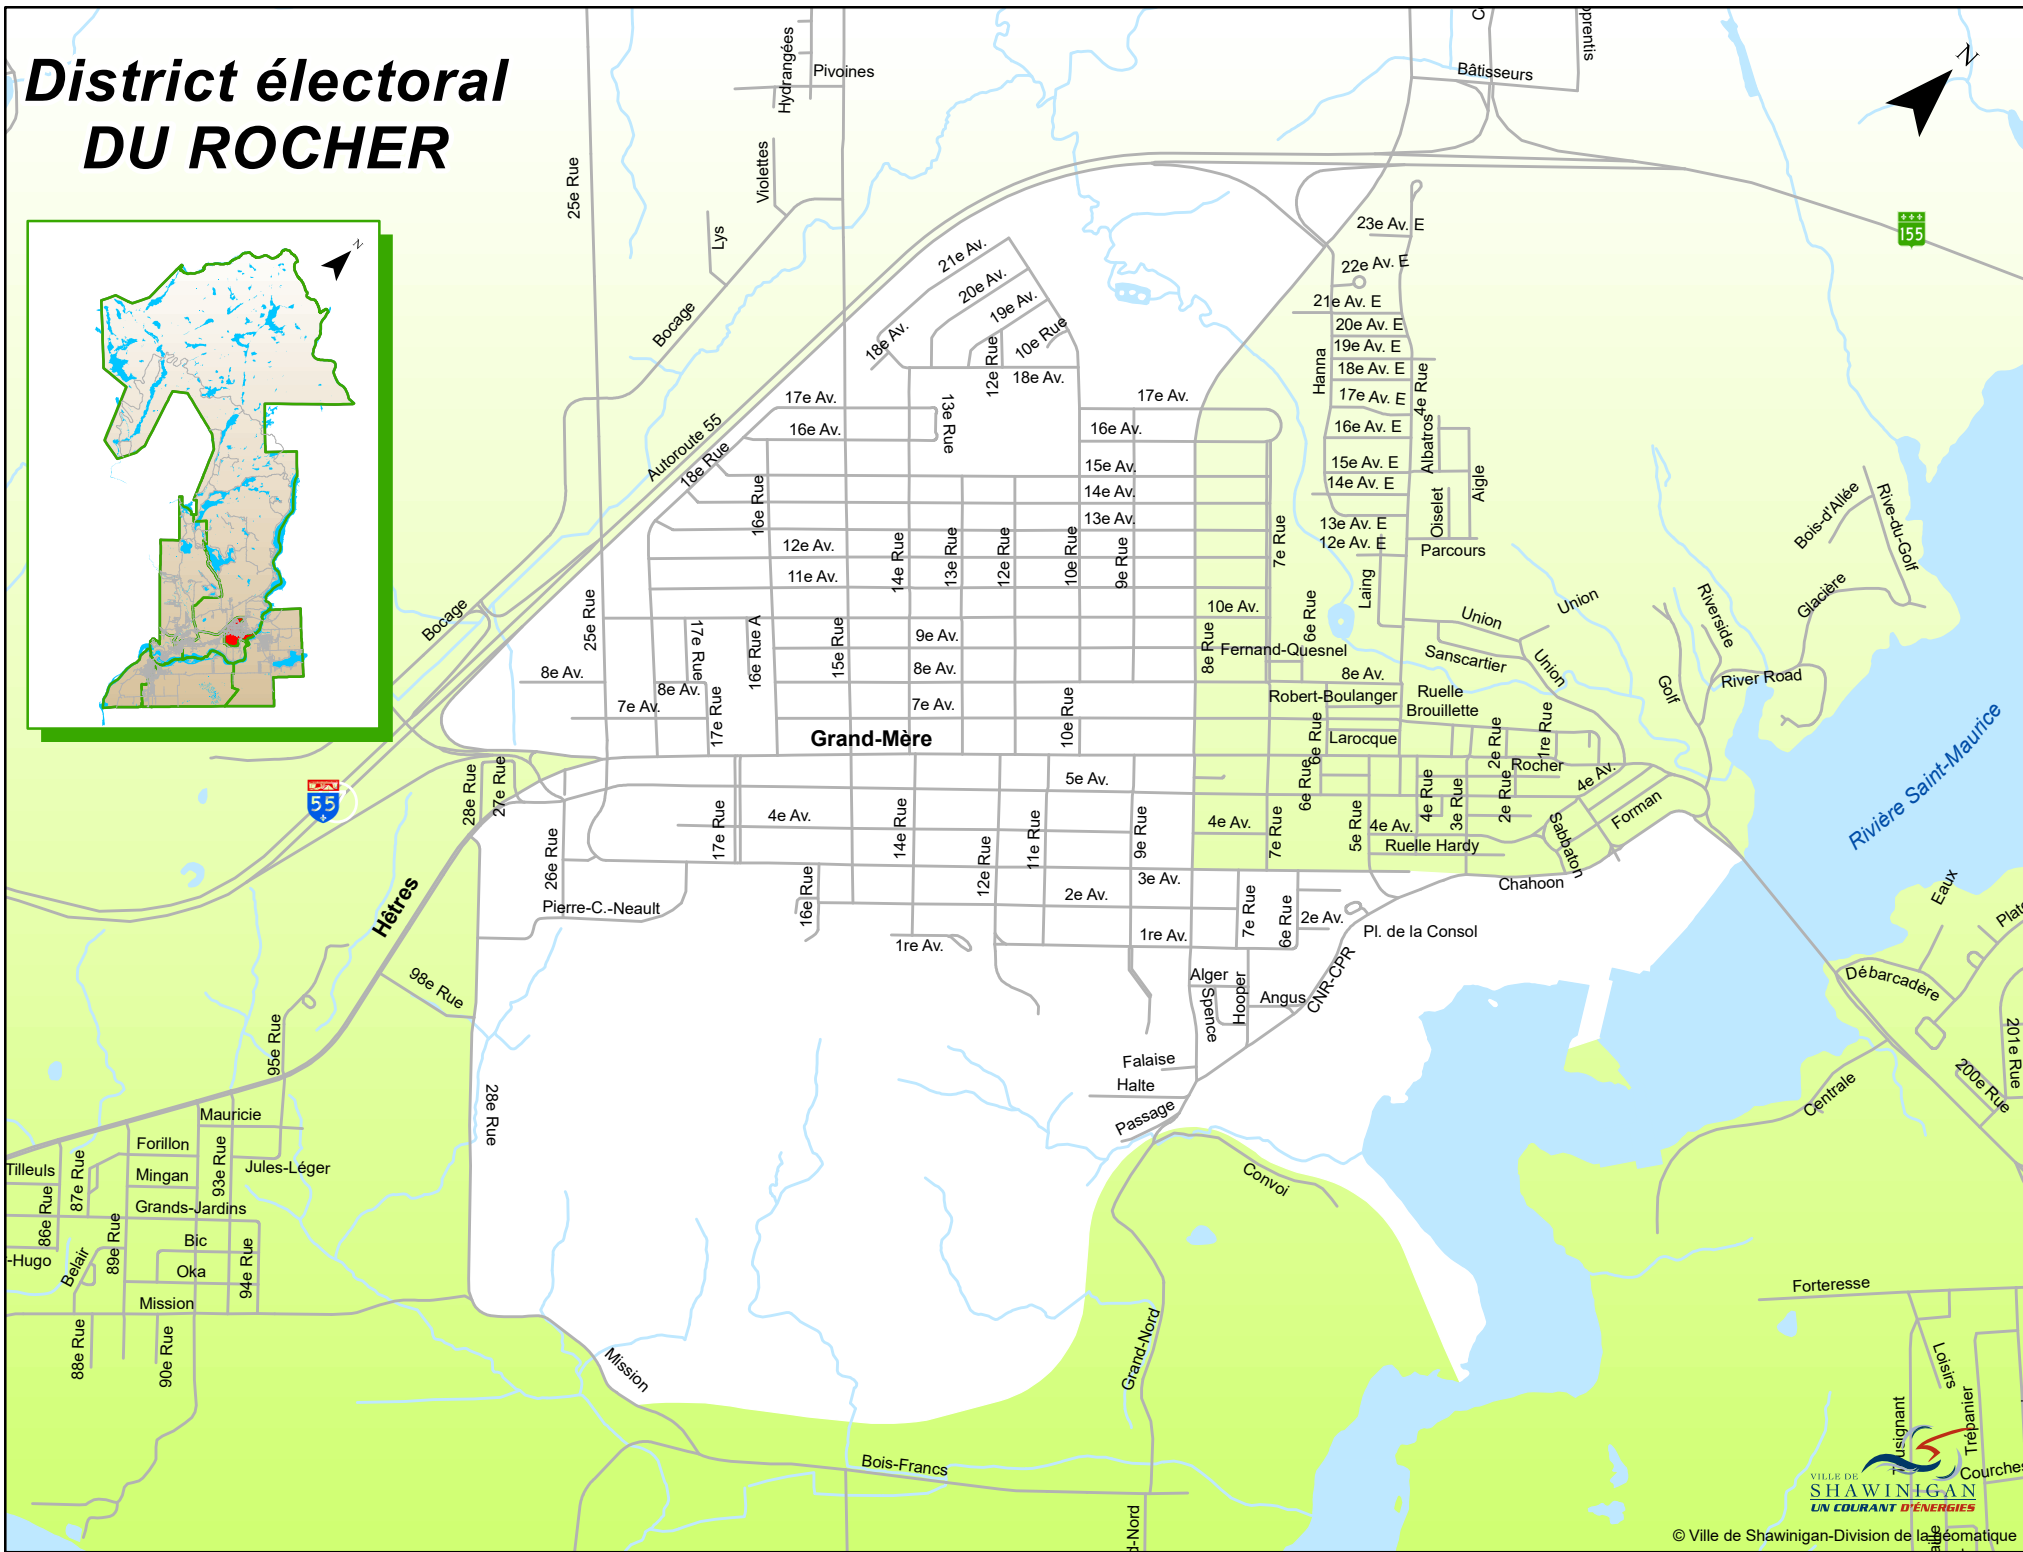 District électoral
DU ROCHER
N
N
Hydrangées
Pivoines
Violettes
Lys
25e Rue
Bocage
Bâtisseurs
155
Autoroute 55
18e Rue
21e Av.
20e Av.
19e Av.
18e Av.
10e Rue
12e Rue
18e Av.
17e Av.
16e Av.
13e Rue
17e Av.
16e Av.
15e Av.
14e Av.
13e Av.
16e Rue
12e Av.
11e Av.
14e Rue
13e Rue
12e Rue
10e Rue
9e Rue
7e Rue
23e Av. E
22e Av. E
21e Av. E
20e Av. E
19e Av. E
18e Av. E
17e Av. E
16e Av. E
15e Av. E
14e Av. E
13e Av. E
12e Av. E
Hanna
4e Rue
Albatros
Oiselet
Aigle
Parcours
Laing
Bois-d'Allée
Rive-du-Golf
Glacière
Riverside
River Road
Golf
Union
Union
Union
Sanscartier
Bocage
25e Rue
17e Rue
16e Rue A
15e Rue
9e Av.
8e Av.
7e Av.
8e Av.
8e Av.
7e Av.
17e Rue
10e Rue
10e Av.
8e Rue
6e Rue
Fernand-Quesnel
8e Av.
Robert-Boulanger
Ruelle
Brouillette
Larocque
6e Rue
2e Rue
1re Rue
Rocher
Grand-Mère
Rivière Saint-Maurice
55
28e Rue
27e Rue
26e Rue
5e Av.
4e Av.
17e Rue
14e Rue
12e Rue
11e Rue
9e Rue
4e Av.
7e Rue
6e Rue
5e Rue
4e Rue
3e Rue
2e Rue
4e Av.
4e Av.
Forman
Sabbaton
Ruelle Hardy
Chahoon
3e Av.
2e Av.
1re Av.
1re Av.
16e Rue
7e Rue
6e Rue
2e Av.
Pl. de la Consol
CNR-CPR
Pierre-C.-Neault
Hêtres
98e Rue
95e Rue
28e Rue
Alger
Sppence
Hooper
Angus
Falaise
Halte
Passage
Convoi
Grand-Nord
Eaux
Débarcadère
201e Rue
200e Rue
Centrale
Mauricie
Forillon
Mingan
Grands-Jardins
Jules-Léger
Tilleuls
87e Rue
86e Rue
93e Rue
89e Rue
-Hugo
Belair
Bic
Oka
94e Rue
Mission
88e Rue
90e Rue
Mission
Bois-Francs
d-Nord
Forteresse
Loisirs
Trépanier
usignant
Courches
VILLE DE
SHAWINIGAN
UN COURANT D'ÉNERGIES
© Ville de Shawinigan-Division de la géomatique